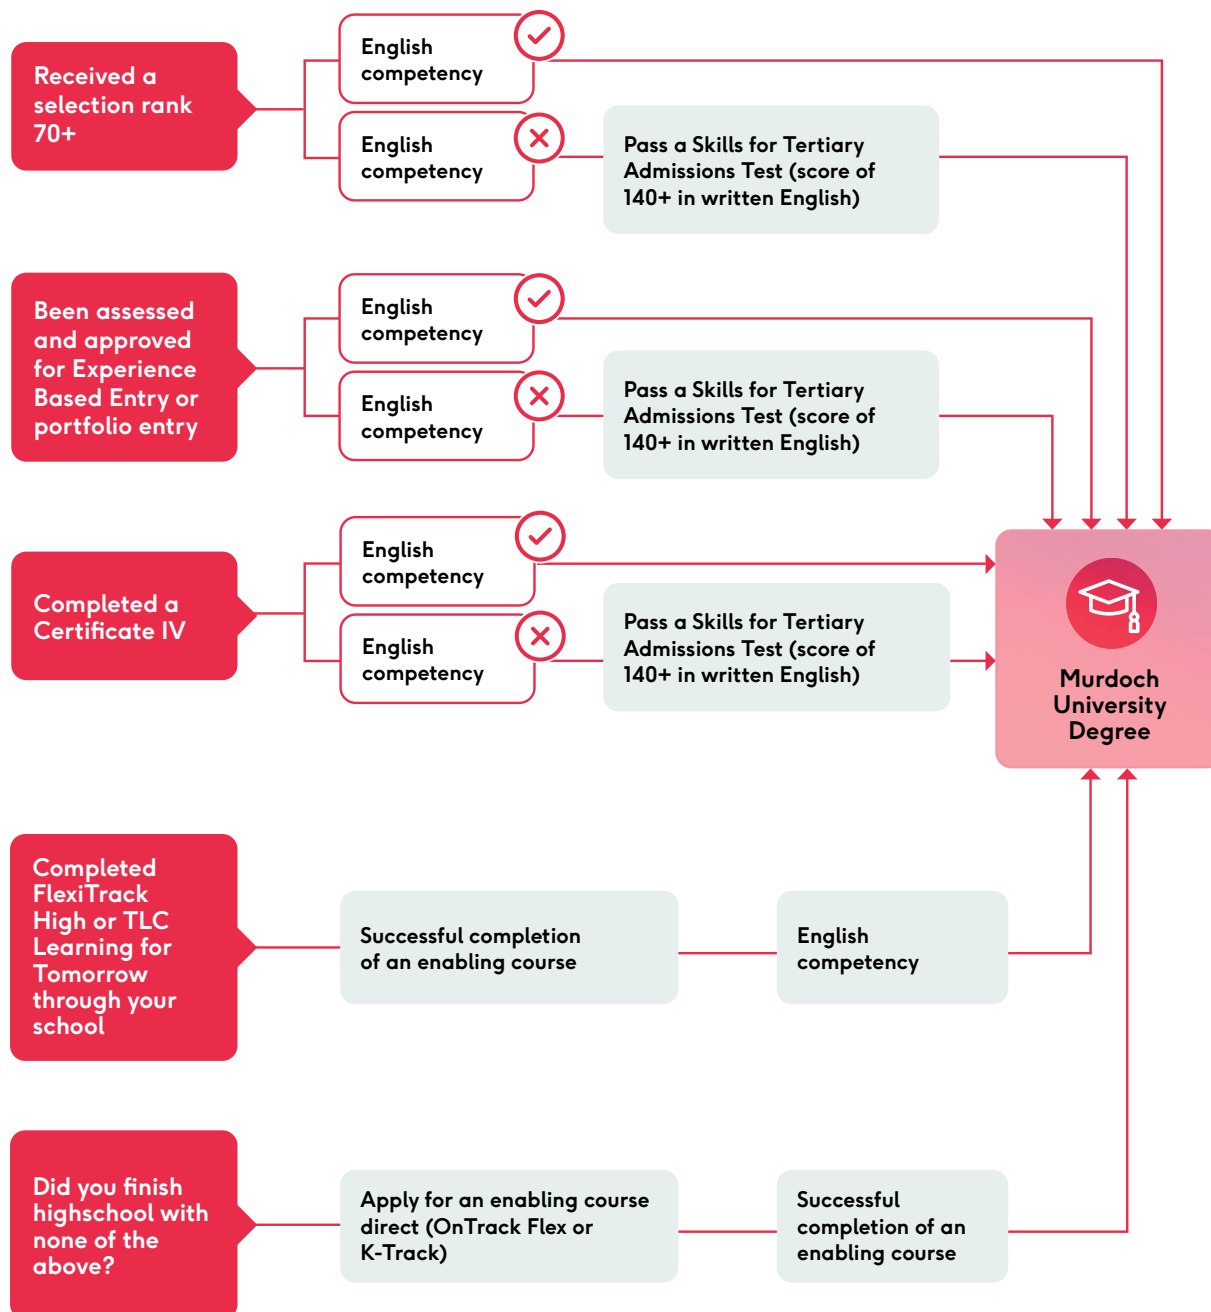 Received a
selection rank
70+
English
competency
English
competency
Pass a Skills for Tertiary
Admissions Test (score of
140+ in written English)
Been assessed
and approved
for Experience
Based Entry or
portfolio entry
English
competency
English
competency
Pass a Skills for Tertiary
Admissions Test (score of
140+ in written English)
Completed a
Certificate IV
English
competency
English
competency
Pass a Skills for Tertiary
Admissions Test (score of
140+ in written English)
Murdoch
University
Degree
Completed
FlexiTrack
High or TLC
Learning for
Tomorrow
through your
school
Successful completion
of an enabling course
English
competency
Did you finish
highschool with
none of the
above?
Apply for an enabling course
direct (OnTrack Flex or
K-Track)
Successful
completion of an
enabling course